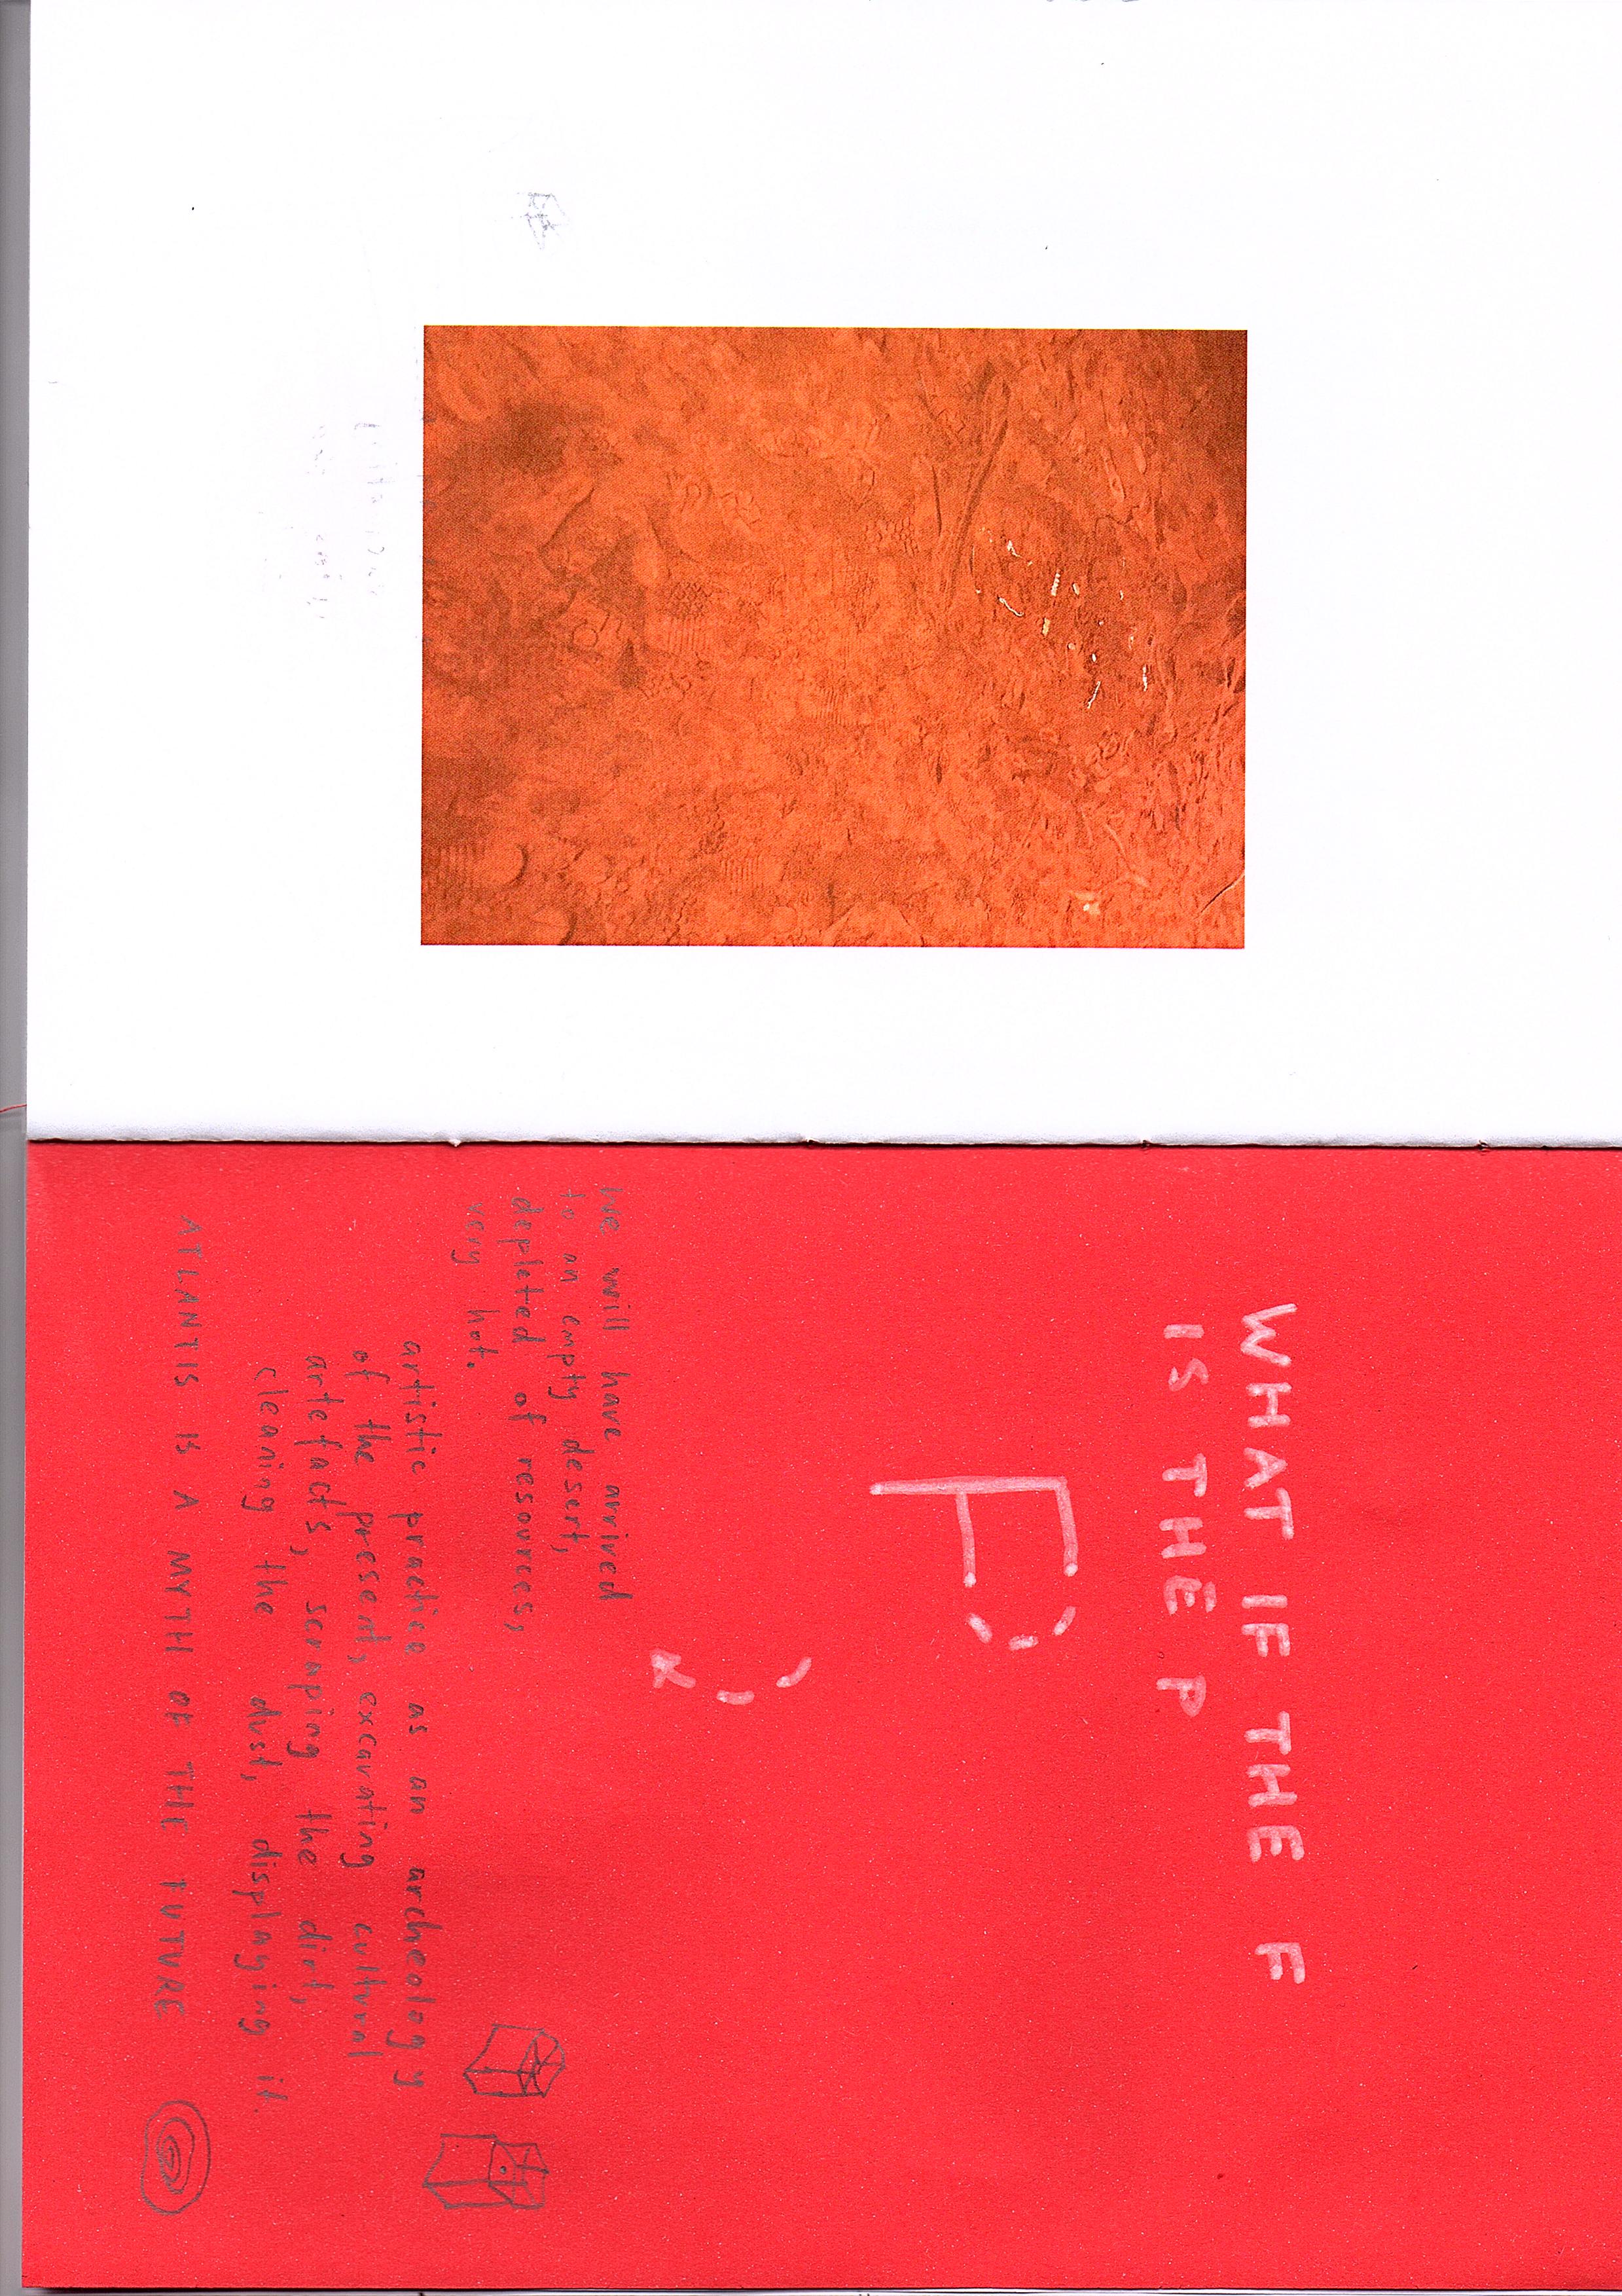 WHAT IF THE F
IS THE P
P
We will have arrived
to an empty desert,
depleted of resources,
very hot.
artistic practice as an archeology
of the present, excavating cultural
artefacts, scraping the dirt,
cleaning the dust, displaying it.
ATLANTIS IS A MYTH OF THE FUTURE